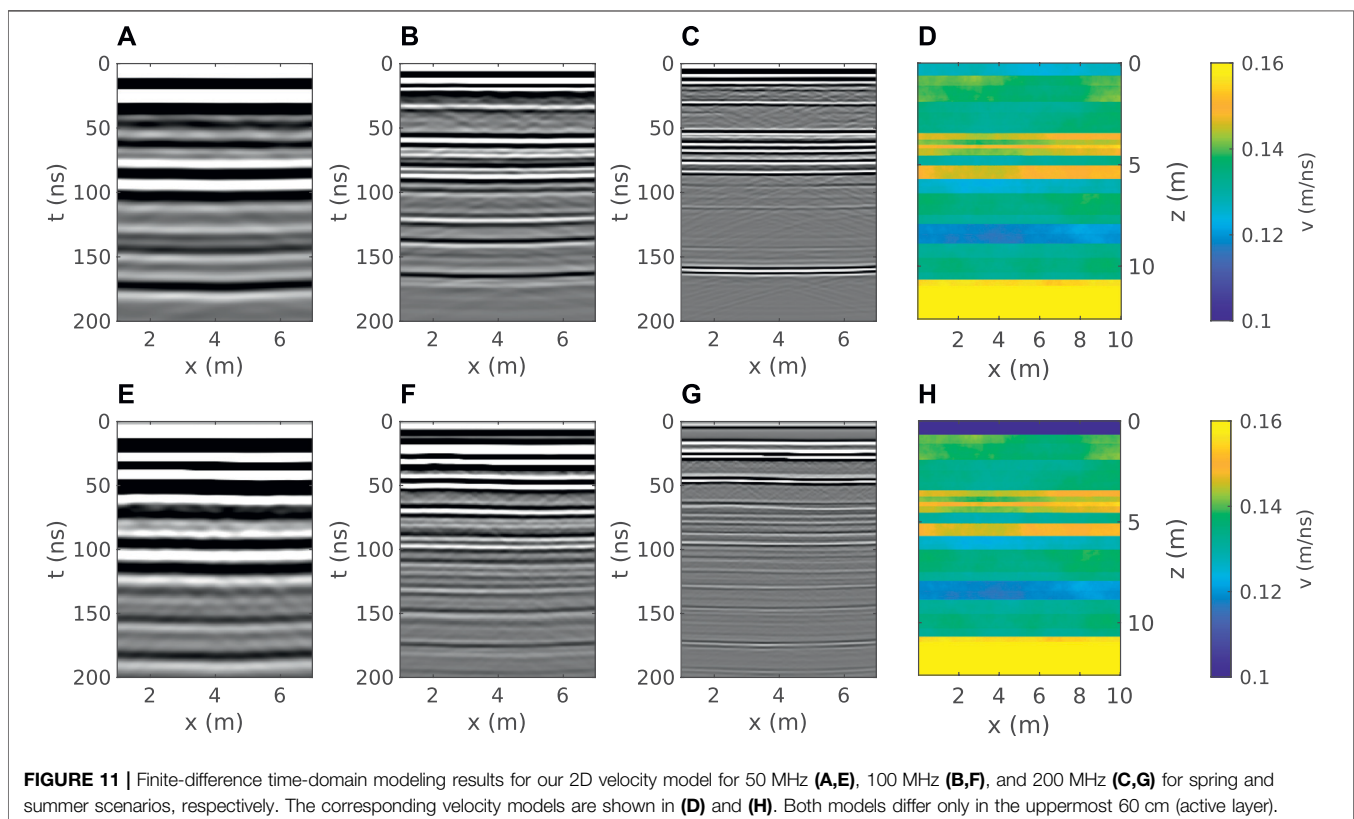 A
B
C
D
0
50
100
150
200
t (ns)
2 4 6
x (m)
0
50
100
150
200
t (ns)
2 4 6
x (m)
0
50
100
150
200
t (ns)
2 4 6
x (m)
0
5
10
z (m)
2 4 6 8 10
x (m)
0.16
0.14
0.12
0.1
v (m/ns)
E
F
G
H
0
50
100
150
200
t (ns)
2 4 6
x (m)
0
50
100
150
200
t (ns)
2 4 6
x (m)
0
50
100
150
200
t (ns)
2 4 6
x (m)
0
5
10
z (m)
2 4 6 8 10
x (m)
0.16
0.14
0.12
0.1
v (m/ns)
FIGURE 11 | Finite-difference time-domain modeling results for our 2D velocity model for 50 MHz (A,E), 100 MHz (B,F), and 200 MHz (C,G) for spring and
summer scenarios, respectively. The corresponding velocity models are shown in (D) and (H). Both models differ only in the uppermost 60 cm (active layer).